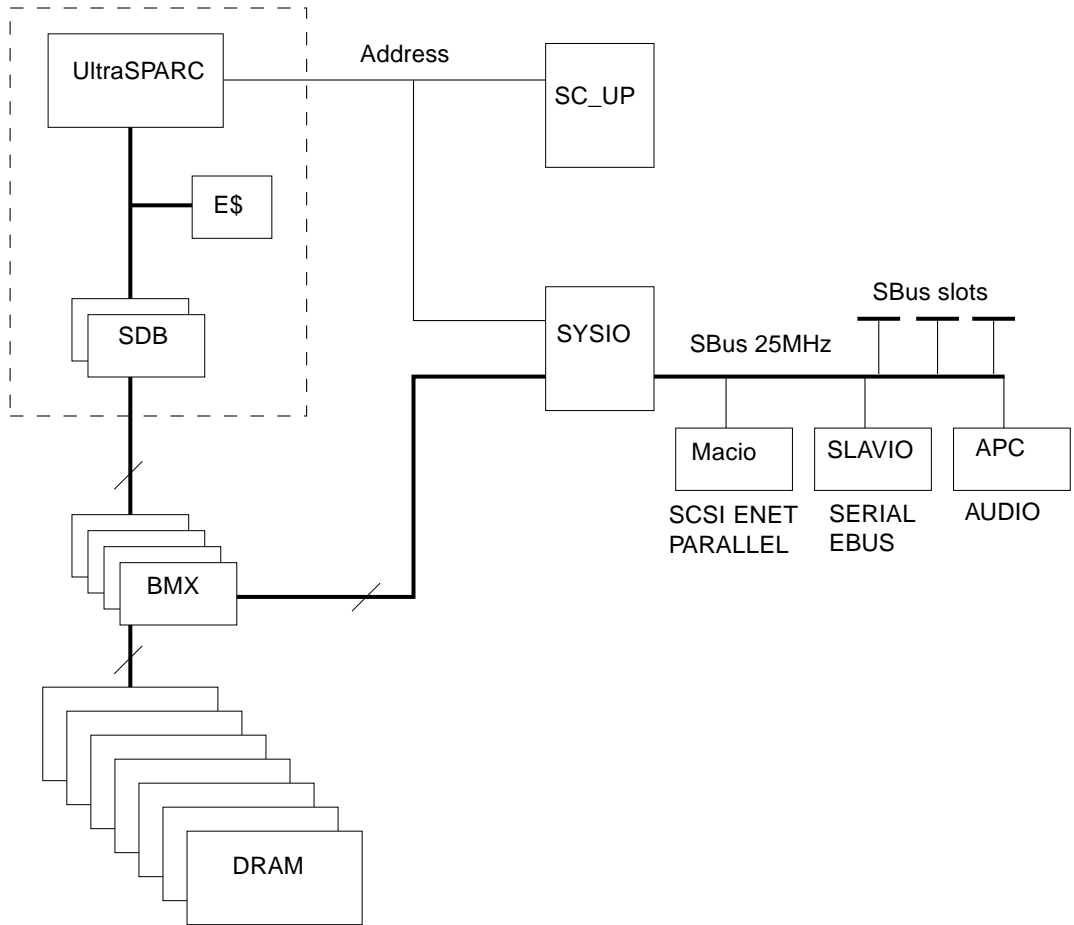 UltraSPARC
Address
SC_UP
E$
SDB
SYSIO
SBus slots
SBus 25MHz
Macio
SLAVIO
APC
SCSI ENET
PARALLEL
SERIAL
EBUS
AUDIO
BMX
DRAM